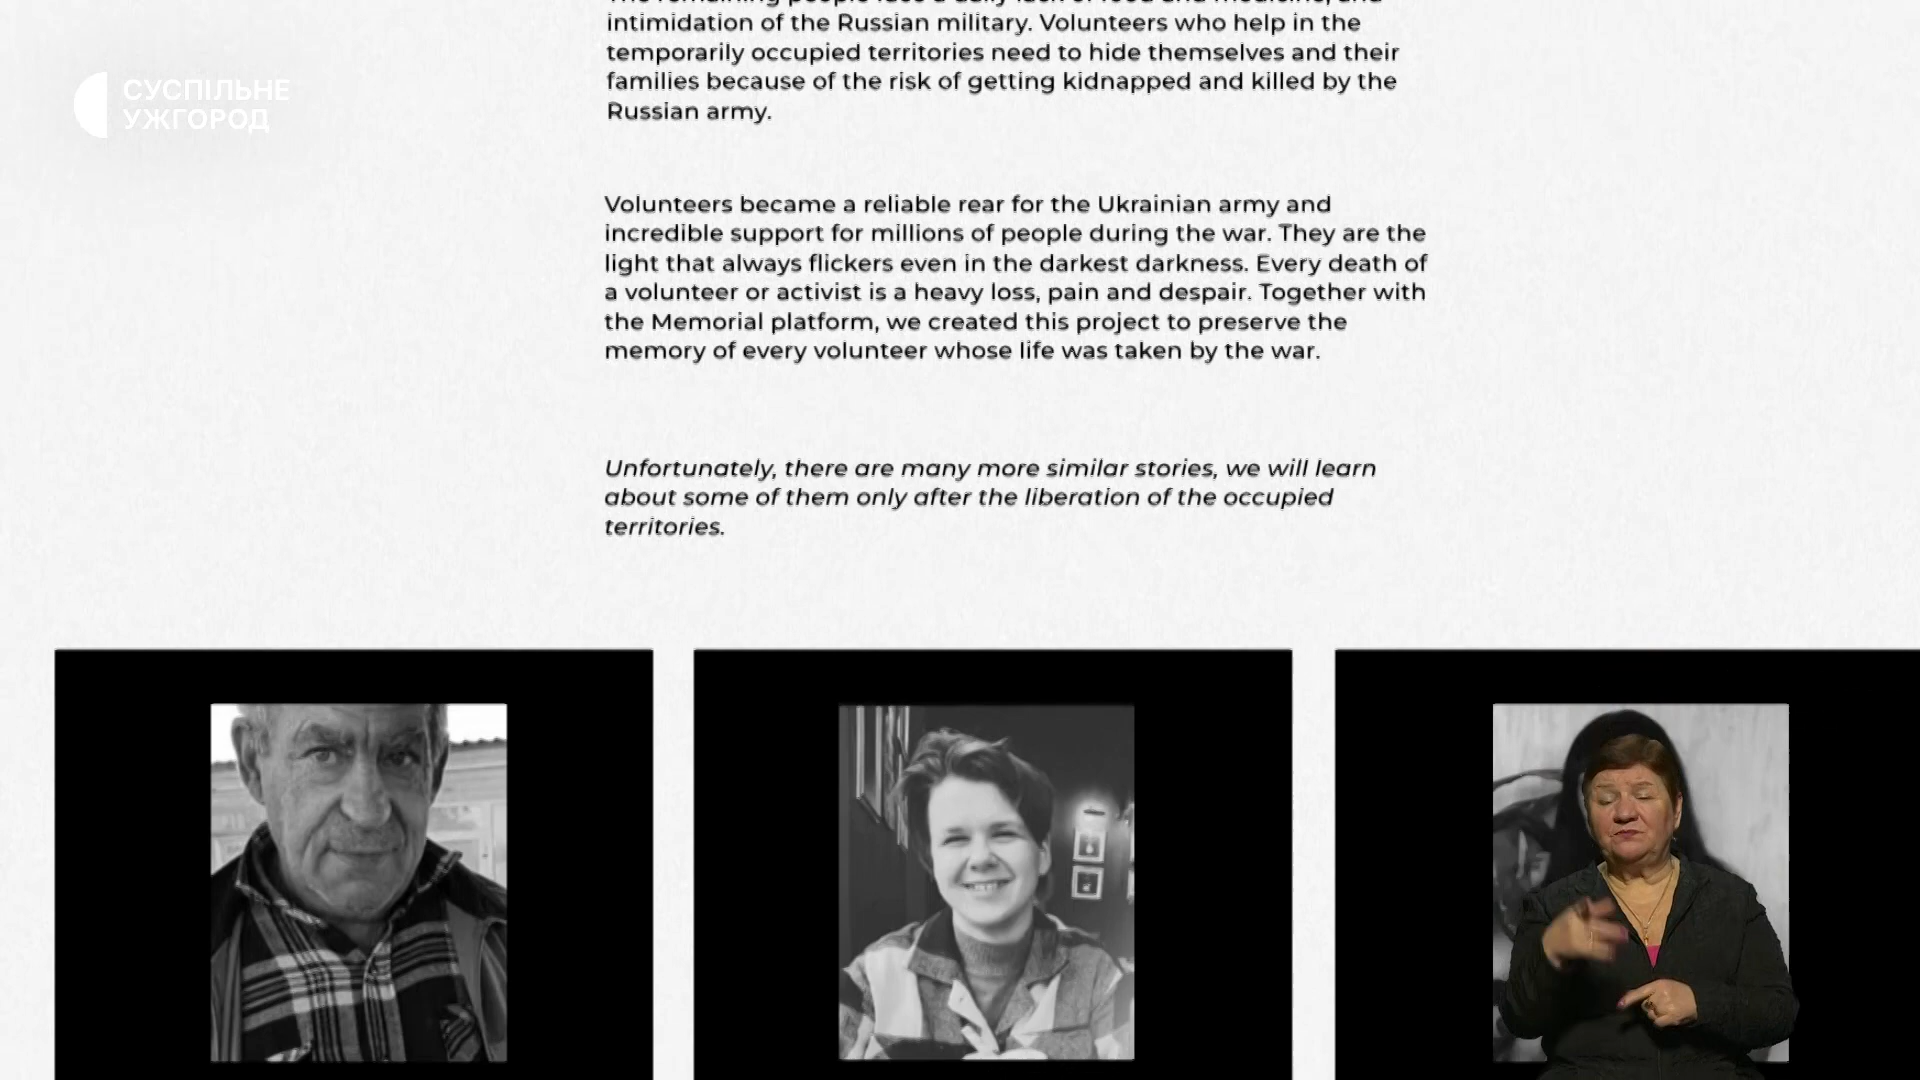 СУСПІЛЬНЕ
УЖГОРОД
intimidation of the Russian military. Volunteers who help in the
temporarily occupied territories need to hide themselves and their
families because of the risk of getting kidnapped and killed by the
Russian army.
Volunteers became a reliable rear for the Ukrainian army and
incredible support for millions of people during the war. They are the
light that always flickers even in the darkest darkness. Every death of
a volunteer or activist is a heavy loss, pain and despair. Together with
the Memorial platform, we created this project to preserve the
memory of every volunteer whose life was taken by the war.
Unfortunately, there are many more similar stories, we will learn
about some of them only after the liberation of the occupied
territories.